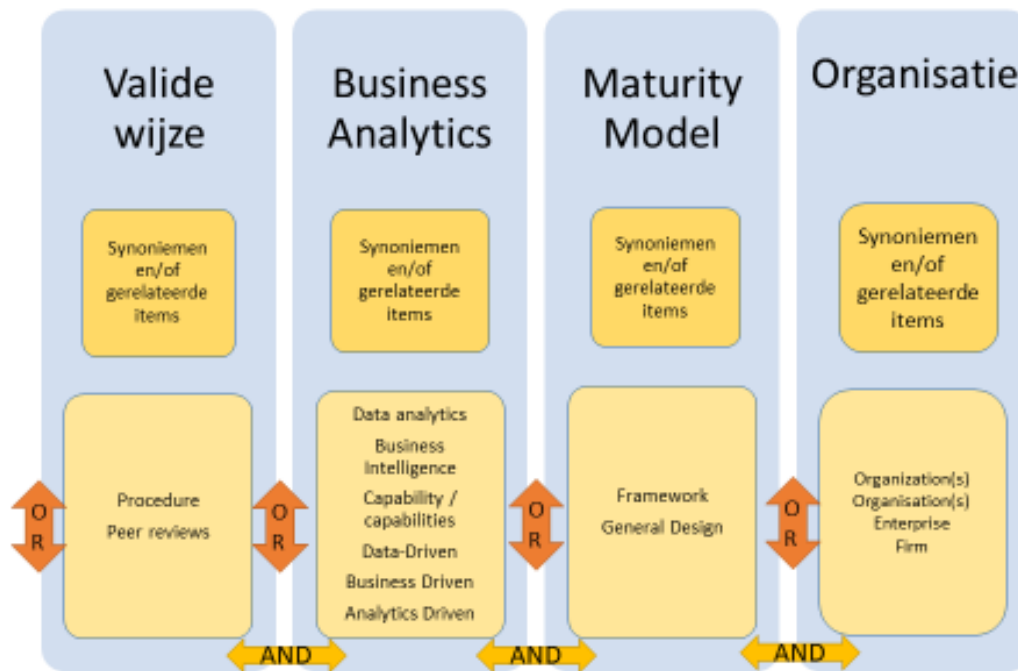 Valide
wijze
Synoniemen
en/of
gerelateerde
items
Procedure
Peer reviews
O
R
Business
Analytics
Synoniemen
en/of
gerelateerde
items
Data analytics
Business
Intelligence
Capability /
capabilities
Data-Driven
Business Driven
Analytics Driven
O
R
Maturity
Model
Synoniemen
en/of
gerelateerde
items
Framework
General Design
O
R
Organisatie
Synoniemen
en/of
gerelateerde
items
Organization(s)
Organisation(s)
Enterprise
Firm
O
R
AND
AND
AND